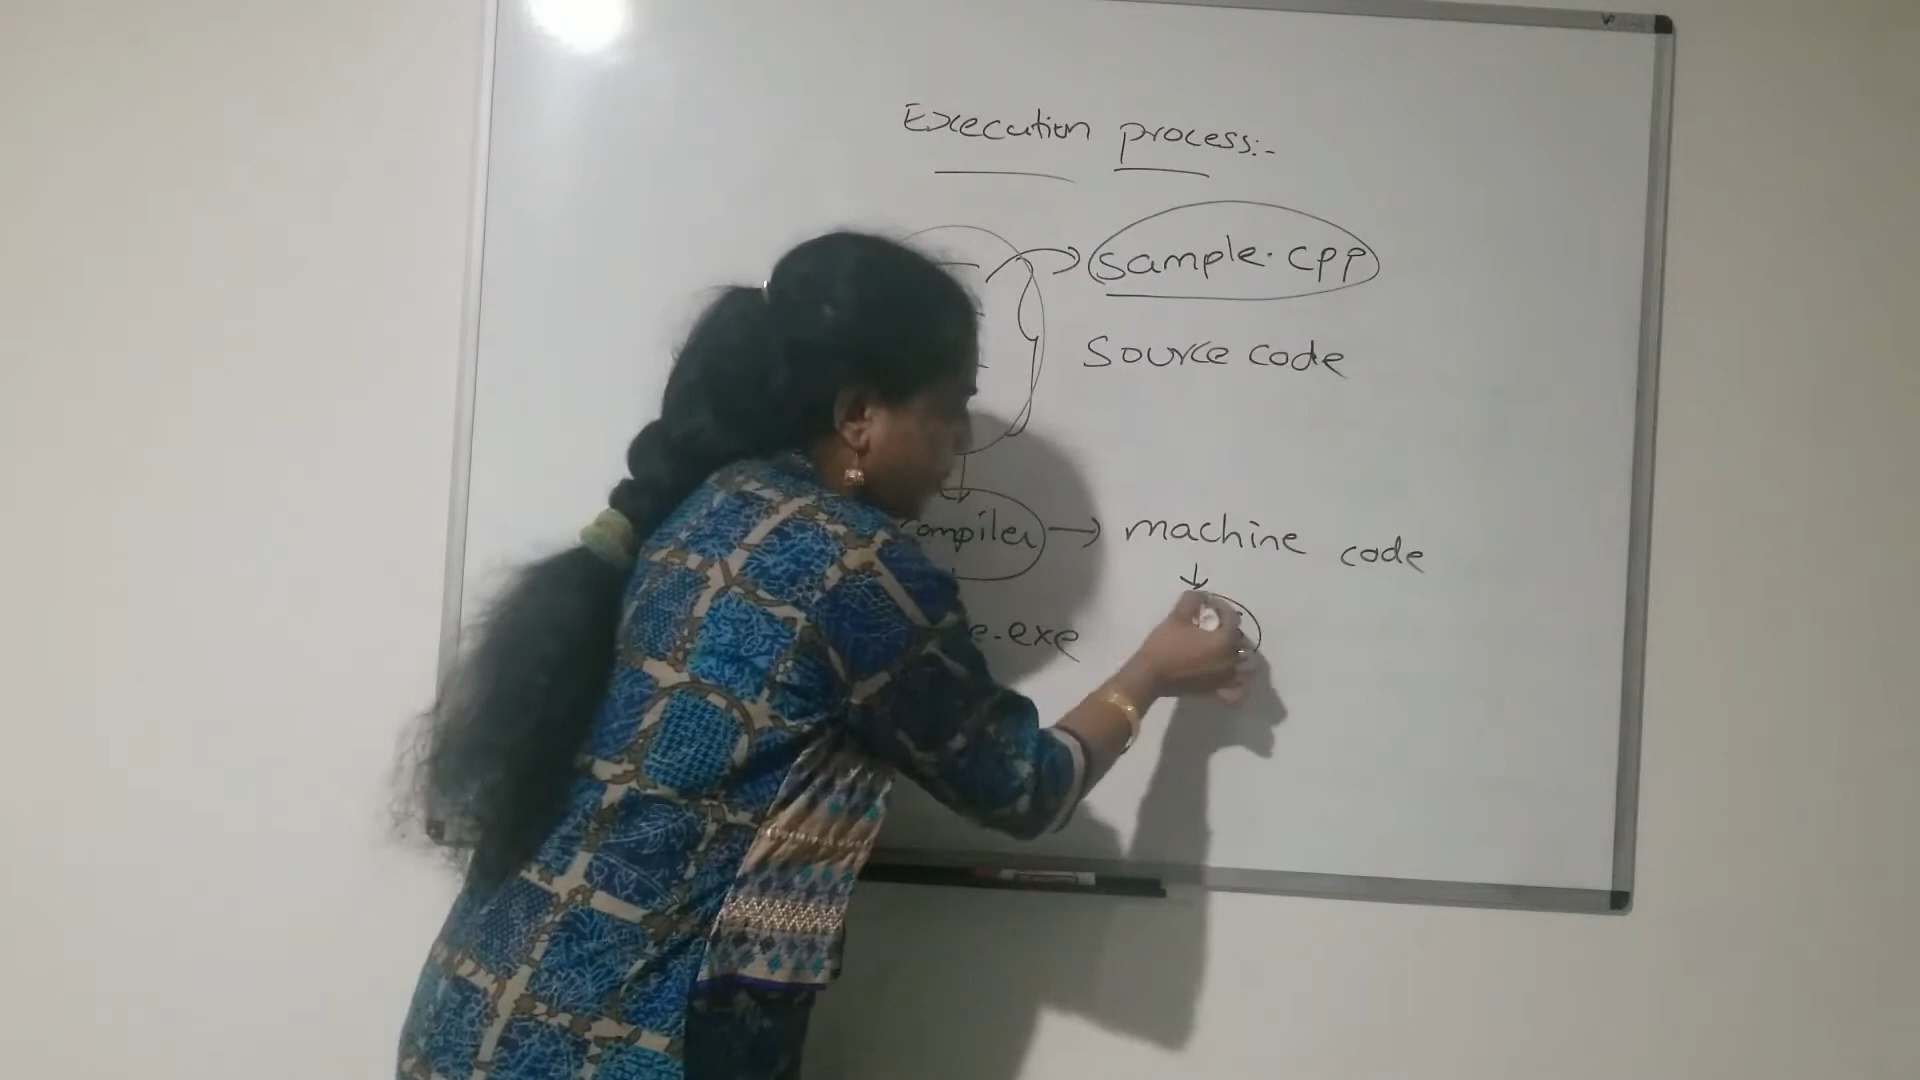 Execution process:-
sample.cpp
Source code
compiler → machine code
↓
e.exe